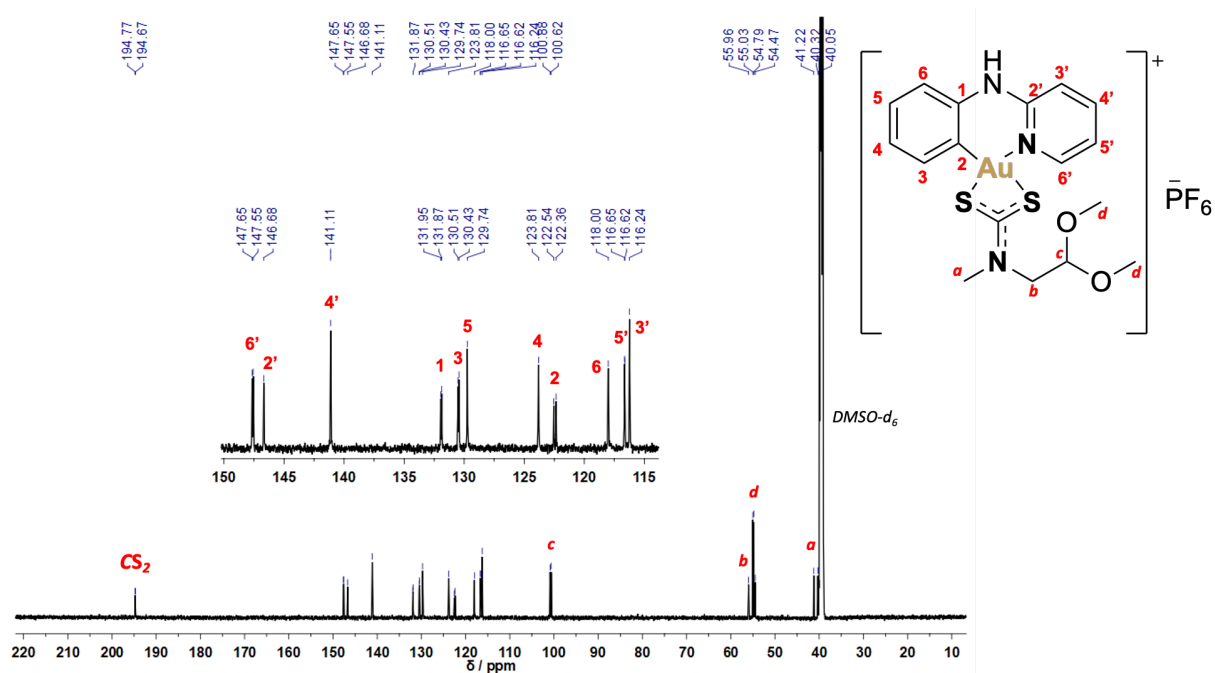 194.77
194.67
147.65
147.55
146.68
141.11
131.87
130.51
130.43
129.74
123.81
118.00
116.65
116.62
116.24
100.88
100.62
55.96
55.03
54.79
54.47
41.22
40.32
40.05
147.65
147.55
146.68
141.11
131.95
131.87
130.51
130.43
129.74
123.81
122.54
122.36
118.00
116.65
116.62
116.24
6’
2’
4’
1
3
5
4
2
6
5’
3’
150 145 140 135 130 125 120 115
CS2
c
b
d
a
DMSO-d6
220 210 200 190 180 170 160 150 140 130 120 110 100 90 80 70 60 50 40 30 20 10
δ / ppm
H
N
6
1
2’
3’
5
4’
4
N
5’
2
Au
3
6’
S
S
O
d
c
N
a
b
O
d
+
PF6